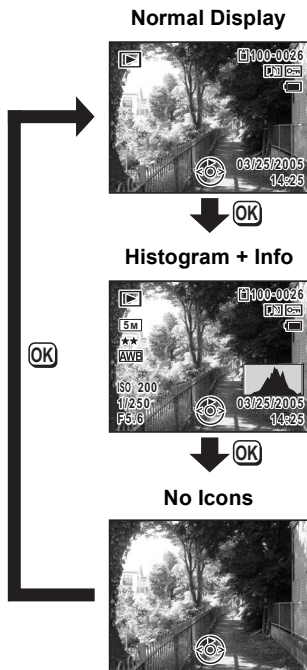 Normal Display
100-0026
03/25/2005
14:25
OK
Histogram + Info
100-0026
5M
AWB
ISO 200
1/250
F5.6
03/25/2005
14:25
OK
OK
No Icons